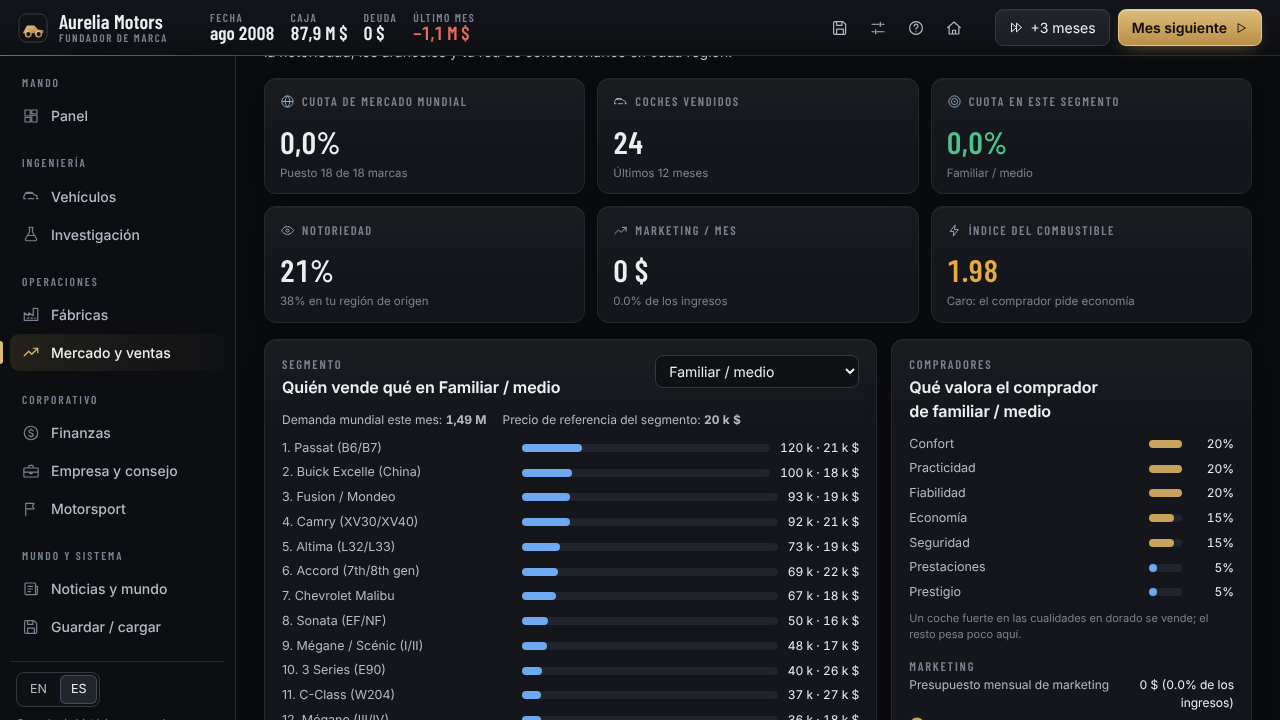 Aurelia Motors
FUNDADOR DE MARCA
FECHA
ago 2008
CAJA
87,9 M $
DEUDA
0 $
ÚLTIMO MES
−1,1 M $
+3 meses
Mes siguiente
MANDO
Panel
INGENIERÍA
Vehículos
Investigación
OPERACIONES
Fábricas
Mercado y ventas
CORPORATIVO
Finanzas
Empresa y consejo
Motorsport
MUNDO Y SISTEMA
Noticias y mundo
Guardar / cargar
EN
ES
CUOTA DE MERCADO MUNDIAL
0,0%
Puesto 18 de 18 marcas
COCHES VENDIDOS
24
Últimos 12 meses
CUOTA EN ESTE SEGMENTO
0,0%
Familiar / medio
NOTORIEDAD
21%
38% en tu región de origen
MARKETING / MES
0 $
0.0% de los ingresos
ÍNDICE DEL COMBUSTIBLE
1.98
Caro: el comprador pide economía
SEGMENTO
Quién vende qué en Familiar / medio
Familiar / medio
Demanda mundial este mes: 1,49 M Precio de referencia del segmento: 20 k $
1. Passat (B6/B7) 120 k · 21 k $
2. Buick Excelle (China) 100 k · 18 k $
3. Fusion / Mondeo 93 k · 19 k $
4. Camry (XV30/XV40) 92 k · 21 k $
5. Altima (L32/L33) 73 k · 19 k $
6. Accord (7th/8th gen) 69 k · 22 k $
7. Chevrolet Malibu 67 k · 18 k $
8. Sonata (EF/NF) 50 k · 16 k $
9. Mégane / Scénic (I/II) 48 k · 17 k $
10. 3 Series (E90) 40 k · 26 k $
11. C-Class (W204) 37 k · 27 k $
12. Mégane (III/IV) 36 k · 18 k $
COMPRADORES
Qué valora el comprador
de familiar / medio
Confort 20%
Practicidad 20%
Fiabilidad 20%
Economía 15%
Seguridad 15%
Prestaciones 5%
Prestigio 5%
Un coche fuerte en las cualidades en dorado se vende; el
resto pesa poco aquí.
MARKETING
Presupuesto mensual de marketing 0 $ (0.0% de los
ingresos)